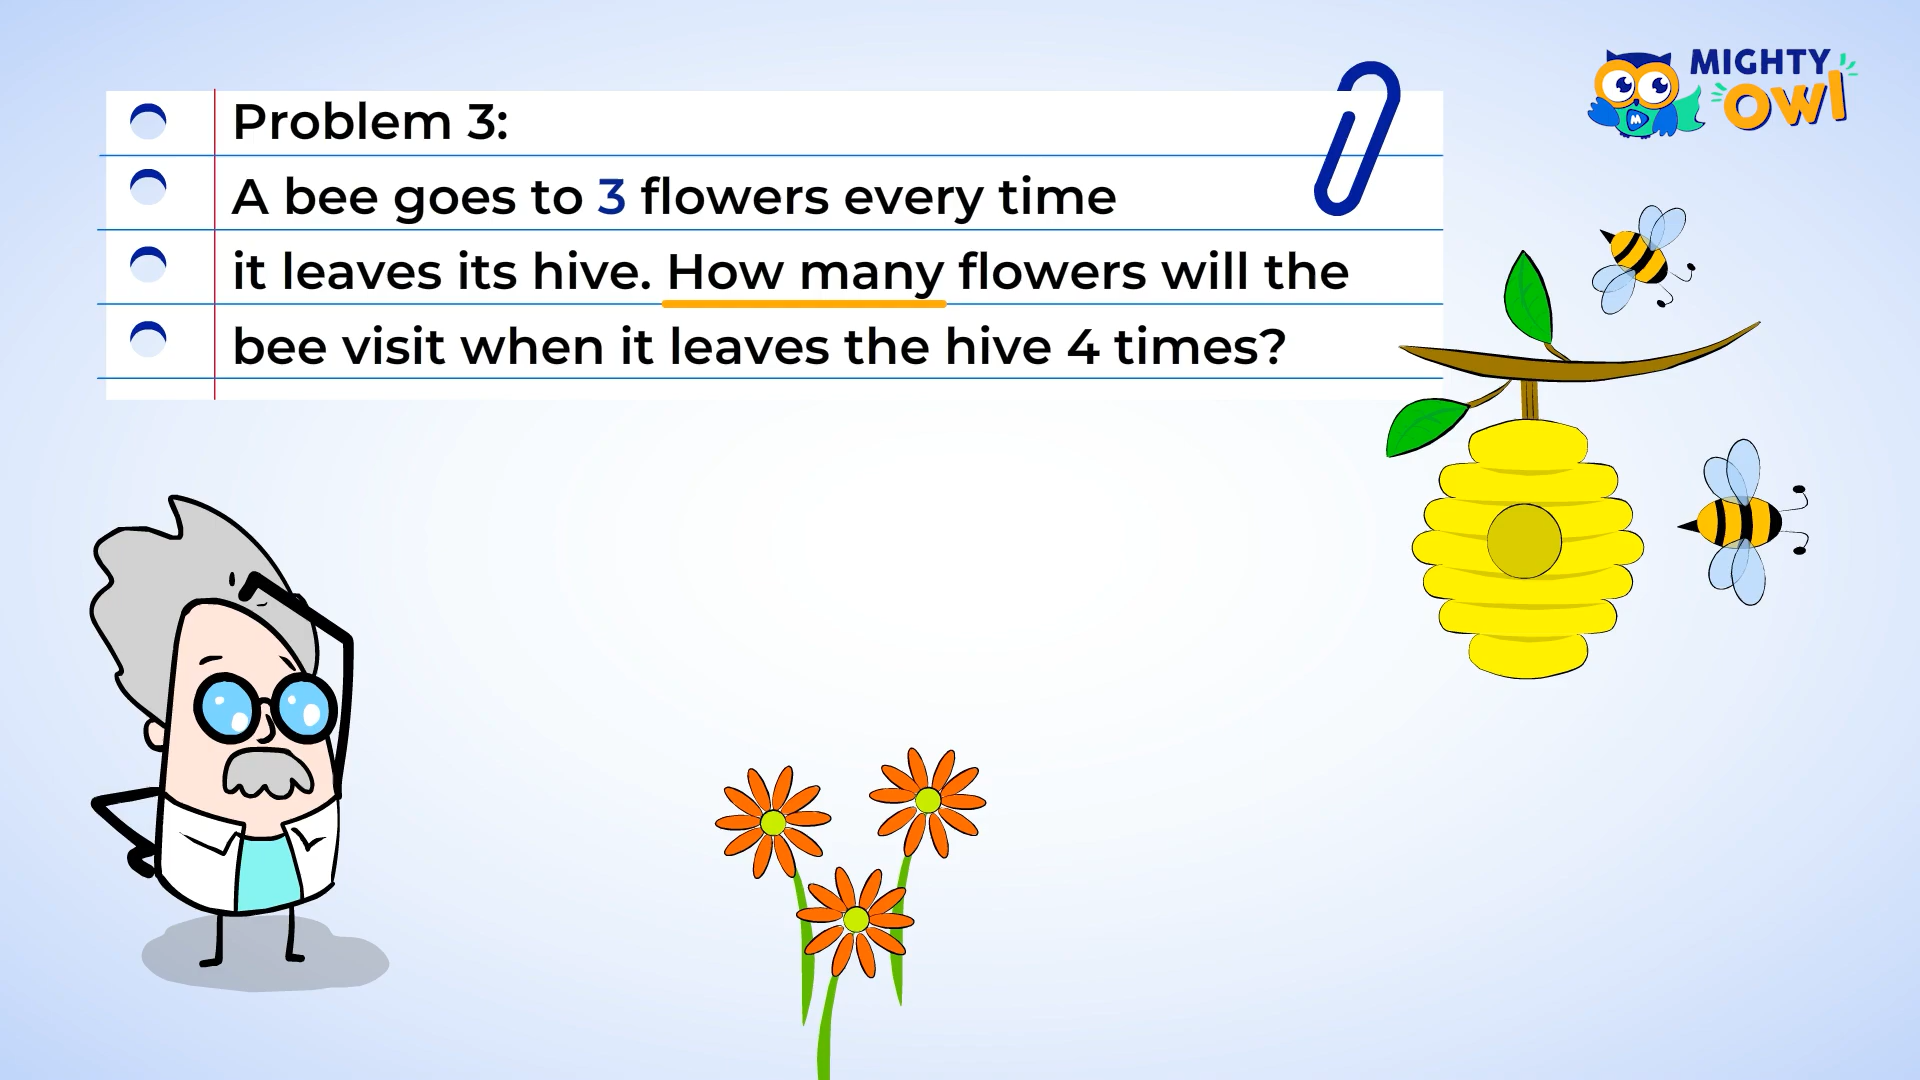 MIGHTY
OWl
Problem 3:
A bee goes to 3 flowers every time
it leaves its hive. How many flowers will the
bee visit when it leaves the hive 4 times?
M